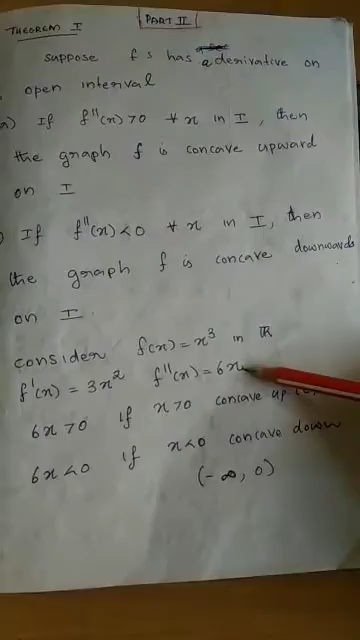 PART II
THEOREM I
suppose f s has a derivative on
open interval
a) If f''(x) > 0 ∀ x in I, then
the graph f is concave upward
on I
) If f''(x) < 0 ∀ x in I, then
the graph f is concave downwards
on I
consider f(x) = x³ in ℝ
f'(x) = 3x² f''(x) = 6x
6x > 0 if x > 0 concave up
6x < 0 if x < 0 concave down
(-∞, 0)